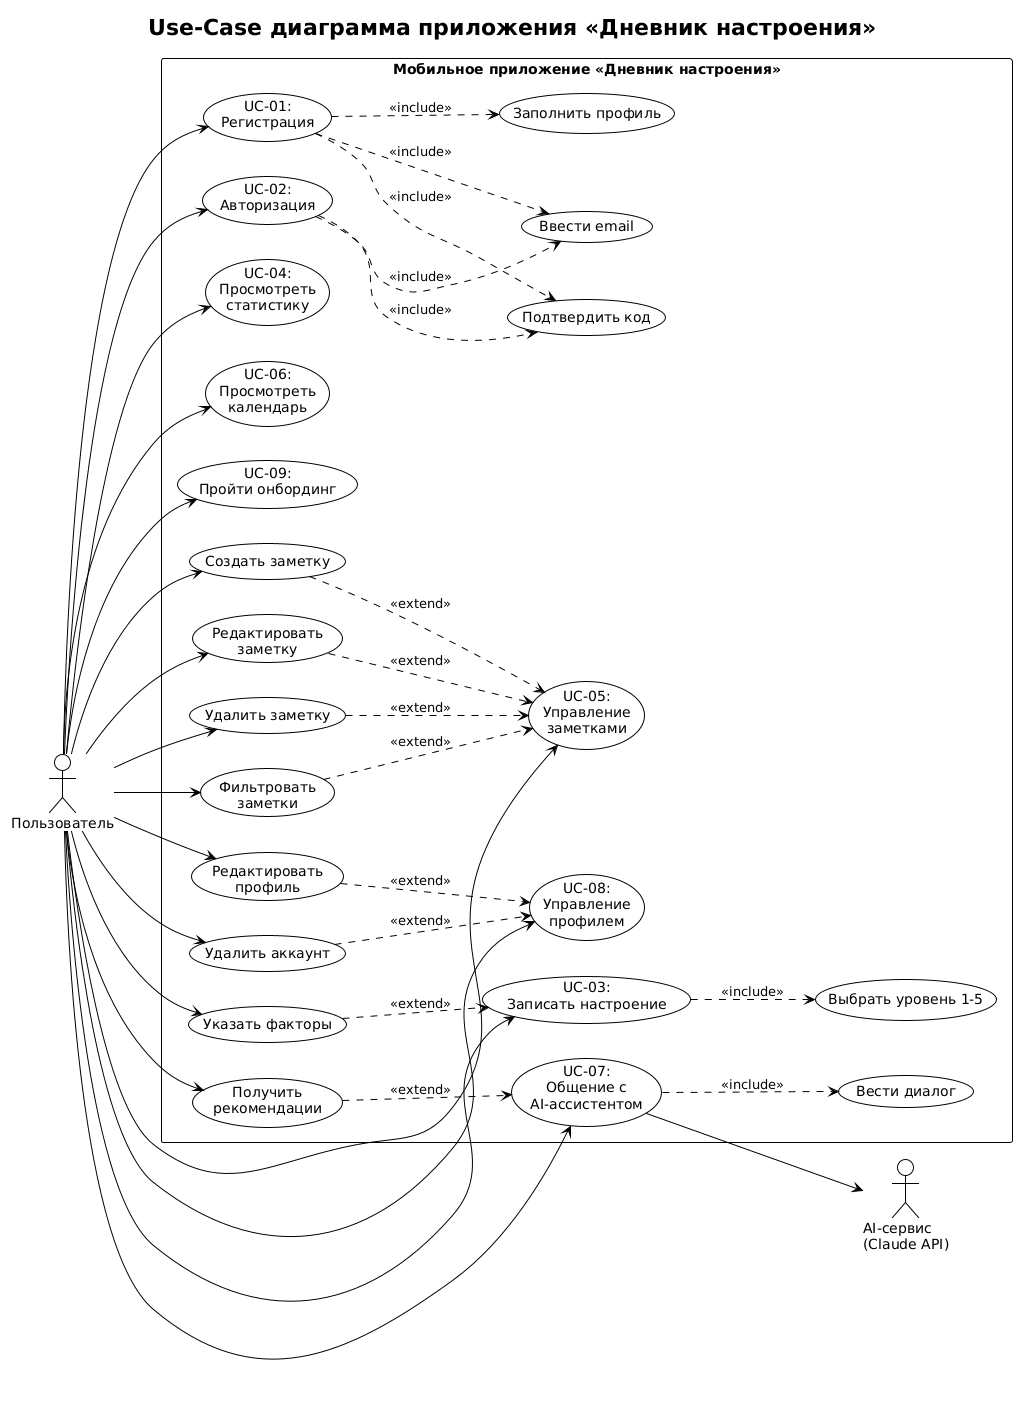 Use-Case диаграмма приложения «Дневник настроения»
Мобильное приложение «Дневник настроения»
UC-01:
Регистрация
«include»
Заполнить профиль
«include»
UC-02:
Авторизация
«include»
Ввести email
UC-04:
Просмотреть
статистику
«include»
«include»
Подтвердить код
UC-06:
Просмотреть
календарь
UC-09:
Пройти онбординг
Создать заметку
«extend»
Редактировать
заметку
«extend»
UC-05:
Управление
заметками
Удалить заметку
«extend»
«extend»
Фильтровать
заметки
Пользователь
Редактировать
профиль
«extend»
UC-08:
Управление
профилем
Удалить аккаунт
«extend»
Указать факторы
«extend»
UC-03:
Записать настроение
«include»
Выбрать уровень 1-5
Получить
рекомендации
«extend»
UC-07:
Общение с
AI-ассистентом
«include»
Вести диалог
AI-сервис
(Claude API)